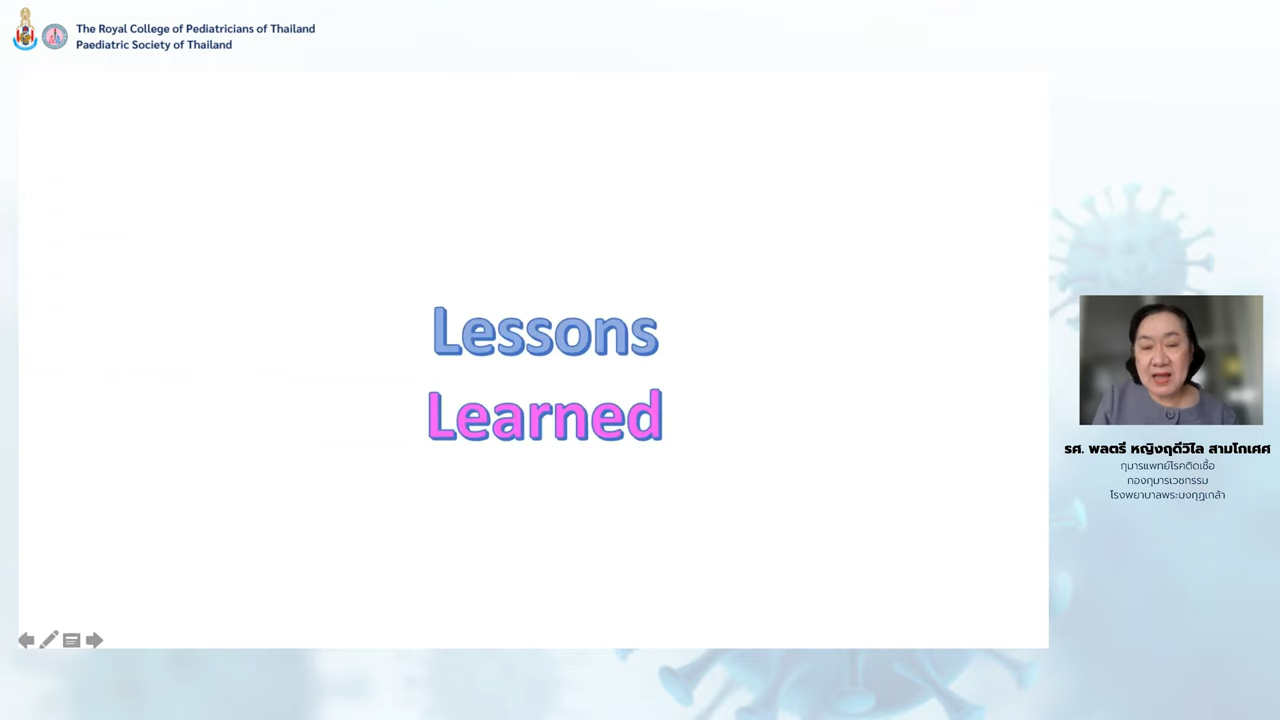 The Royal College of Pediatricians of Thailand
Paediatric Society of Thailand
Lessons
Learned
รศ. พลตรี หญิงฤดีวิไล สามโกเศศ
กุมารแพทย์โรคติดเชื้อ
กองกุมารเวชกรรม
โรงพยาบาลพระมงกุฎเกล้า